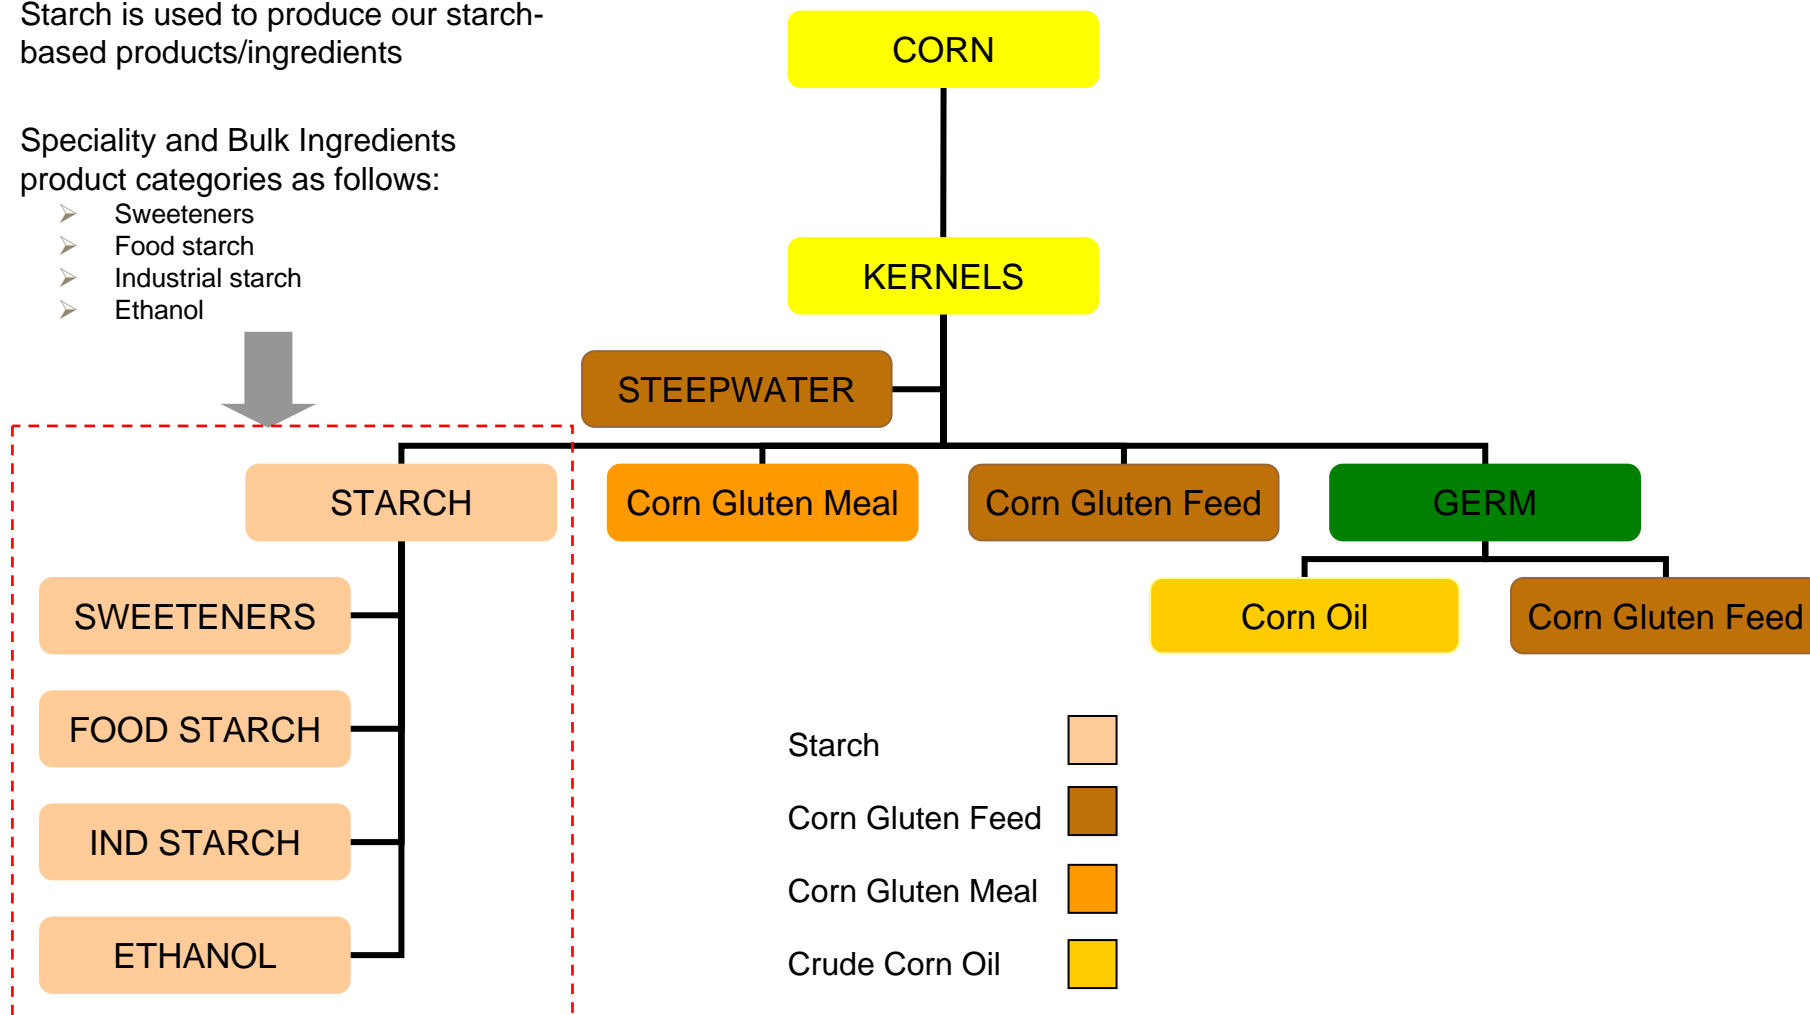 Starch is used to produce our starch-
based products/ingredients
Speciality and Bulk Ingredients
product categories as follows:
Sweeteners
Food starch
Industrial starch
Ethanol
CORN
KERNELS
STEEPWATER
STARCH
Corn Gluten Meal
Corn Gluten Feed
GERM
SWEETENERS
Corn Oil
Corn Gluten Feed
FOOD STARCH
IND STARCH
ETHANOL
Starch
Corn Gluten Feed
Corn Gluten Meal
Crude Corn Oil